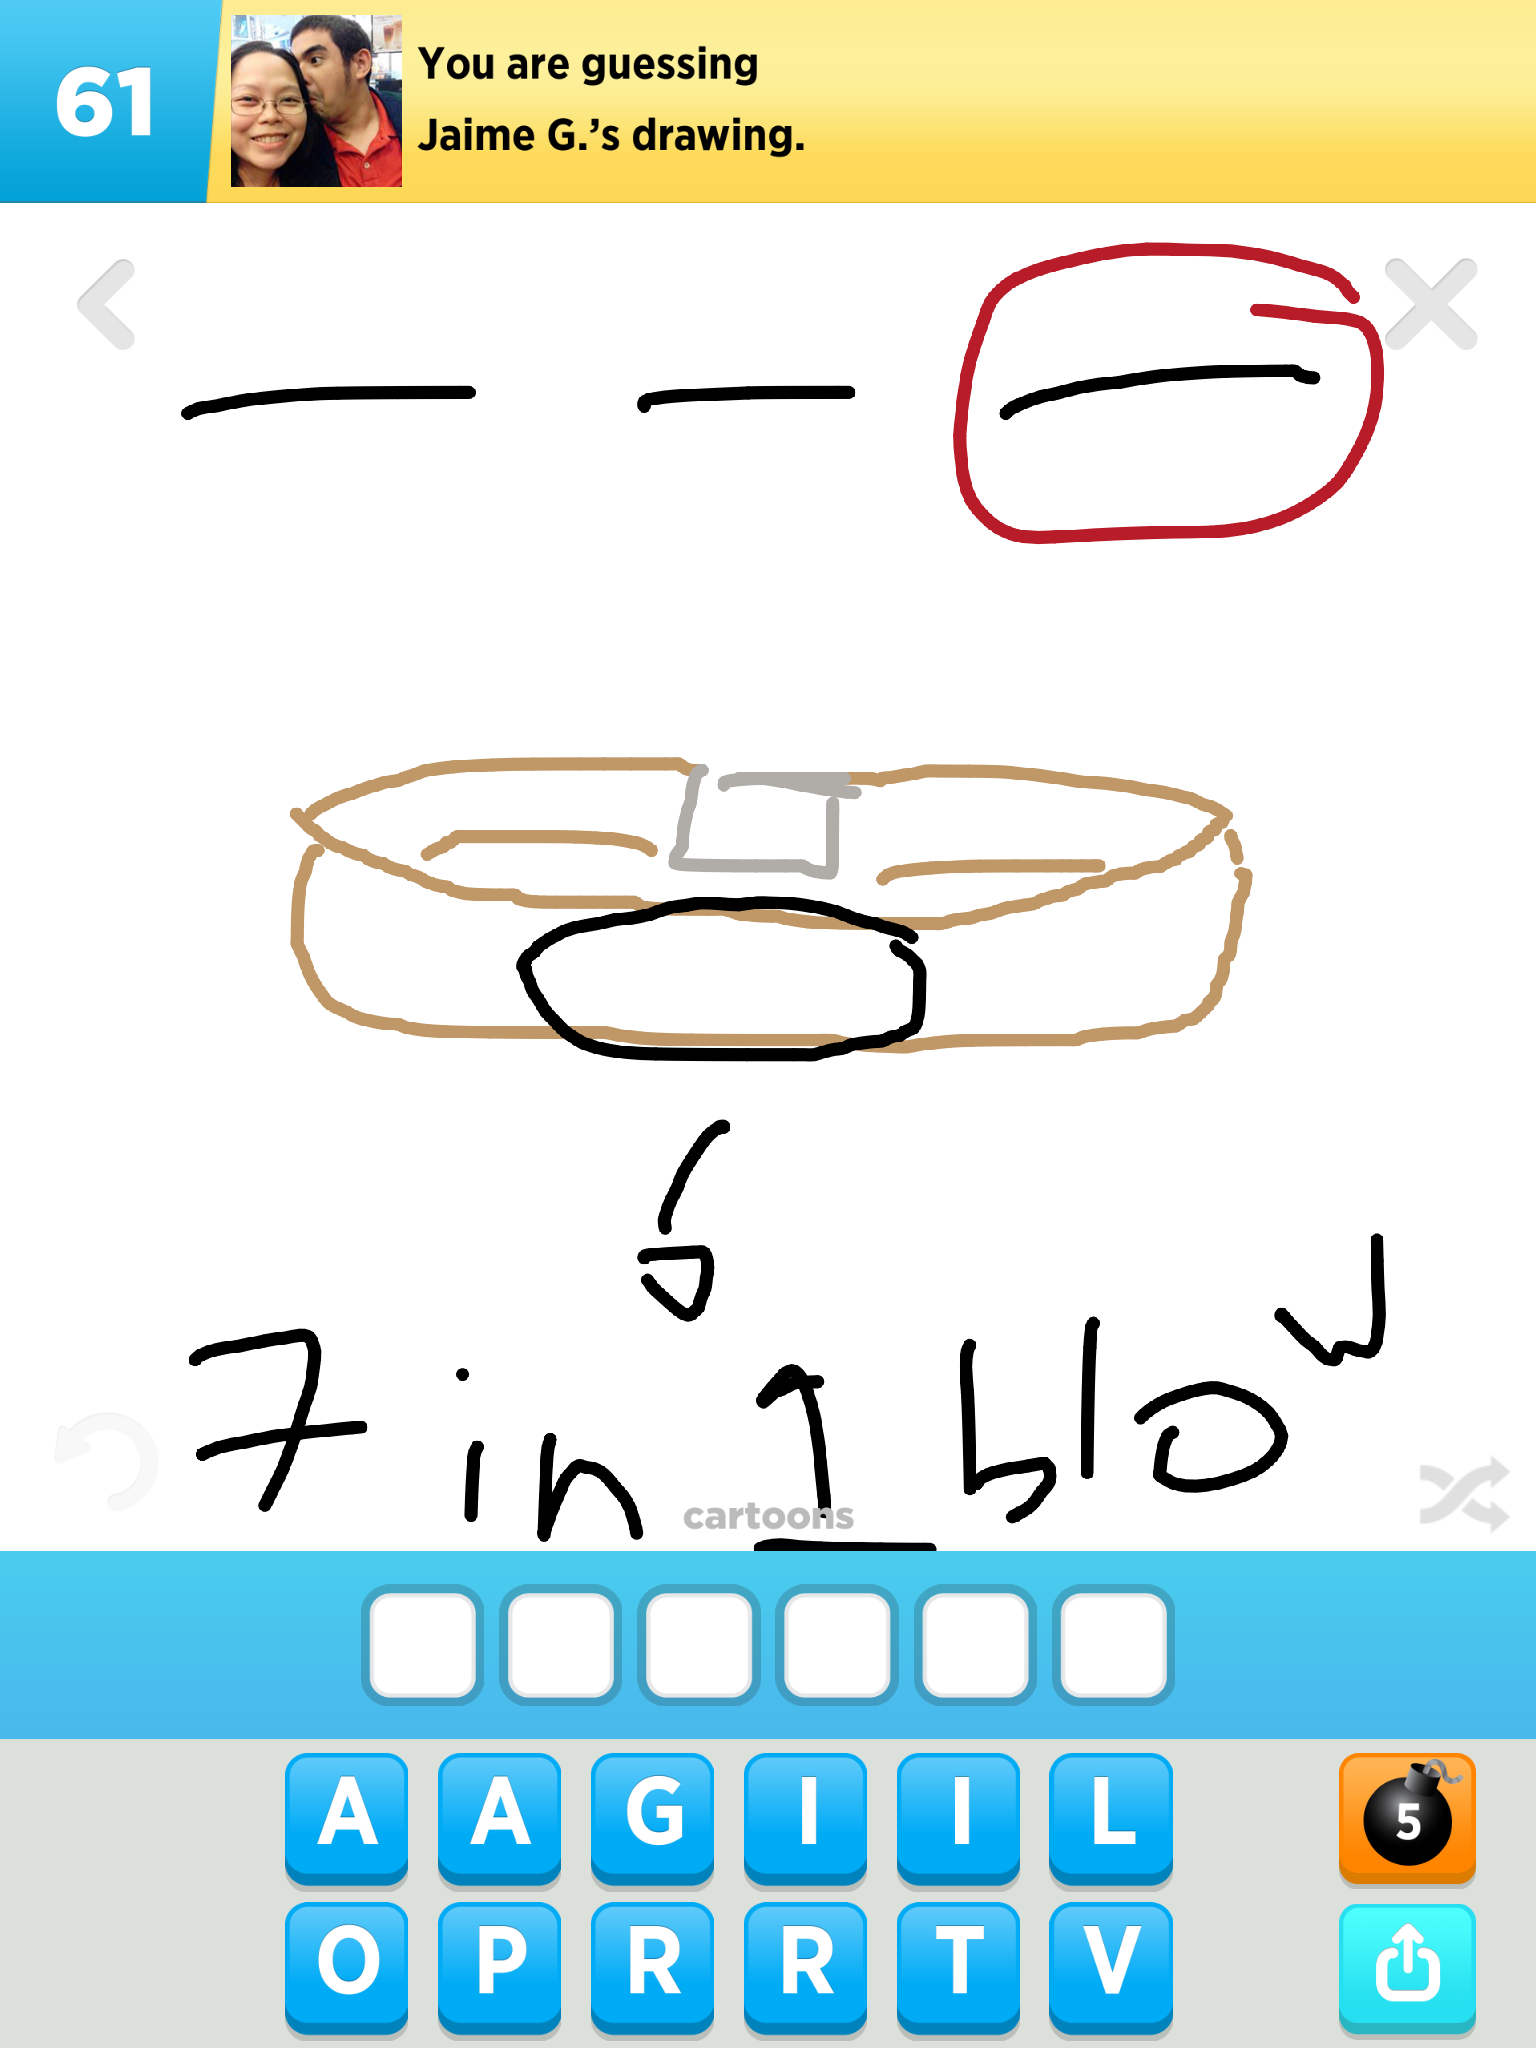 61
You are guessing
Jaime G.'s drawing.
7 in 1 blow
cartoons
A A G I I L
5
O P R R T V